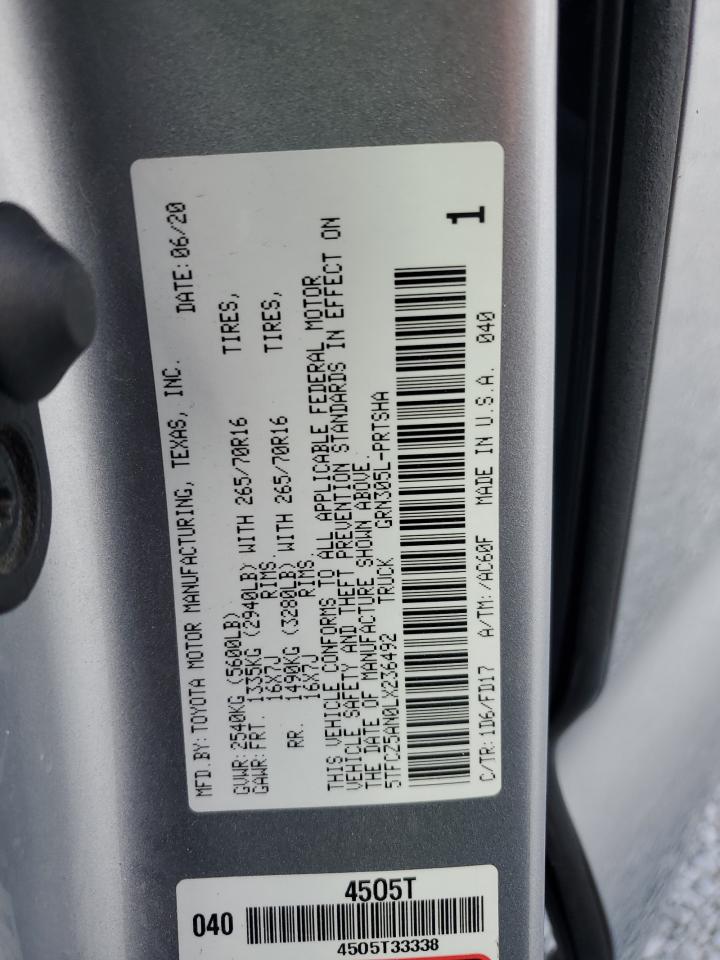 MFD.BY:TOYOTA MOTOR MANUFACTURING, TEXAS, INC. DATE:06/20
GVWR:2540KG (5600LB)
GAWR:FRT. 1335KG (2940LB) WITH 265/70R16 TIRES,
16X7J RIMS.
RR. 1490KG (3280LB) WITH 265/70R16 TIRES,
16X7J RIMS.
THIS VEHICLE CONFORMS TO ALL APPLICABLE FEDERAL MOTOR
VEHICLE SAFETY AND THEFT PREVENTION STANDARDS IN EFFECT ON
THE DATE OF MANUFACTURE SHOWN ABOVE.
5TFCZ5AN0LX236492 TRUCK GRN305L-PRTSHA
1
C/TR:1D6/FD17 A/TM:/AC60F MADE IN U.S.A. 040
4505T
040
4505T33338